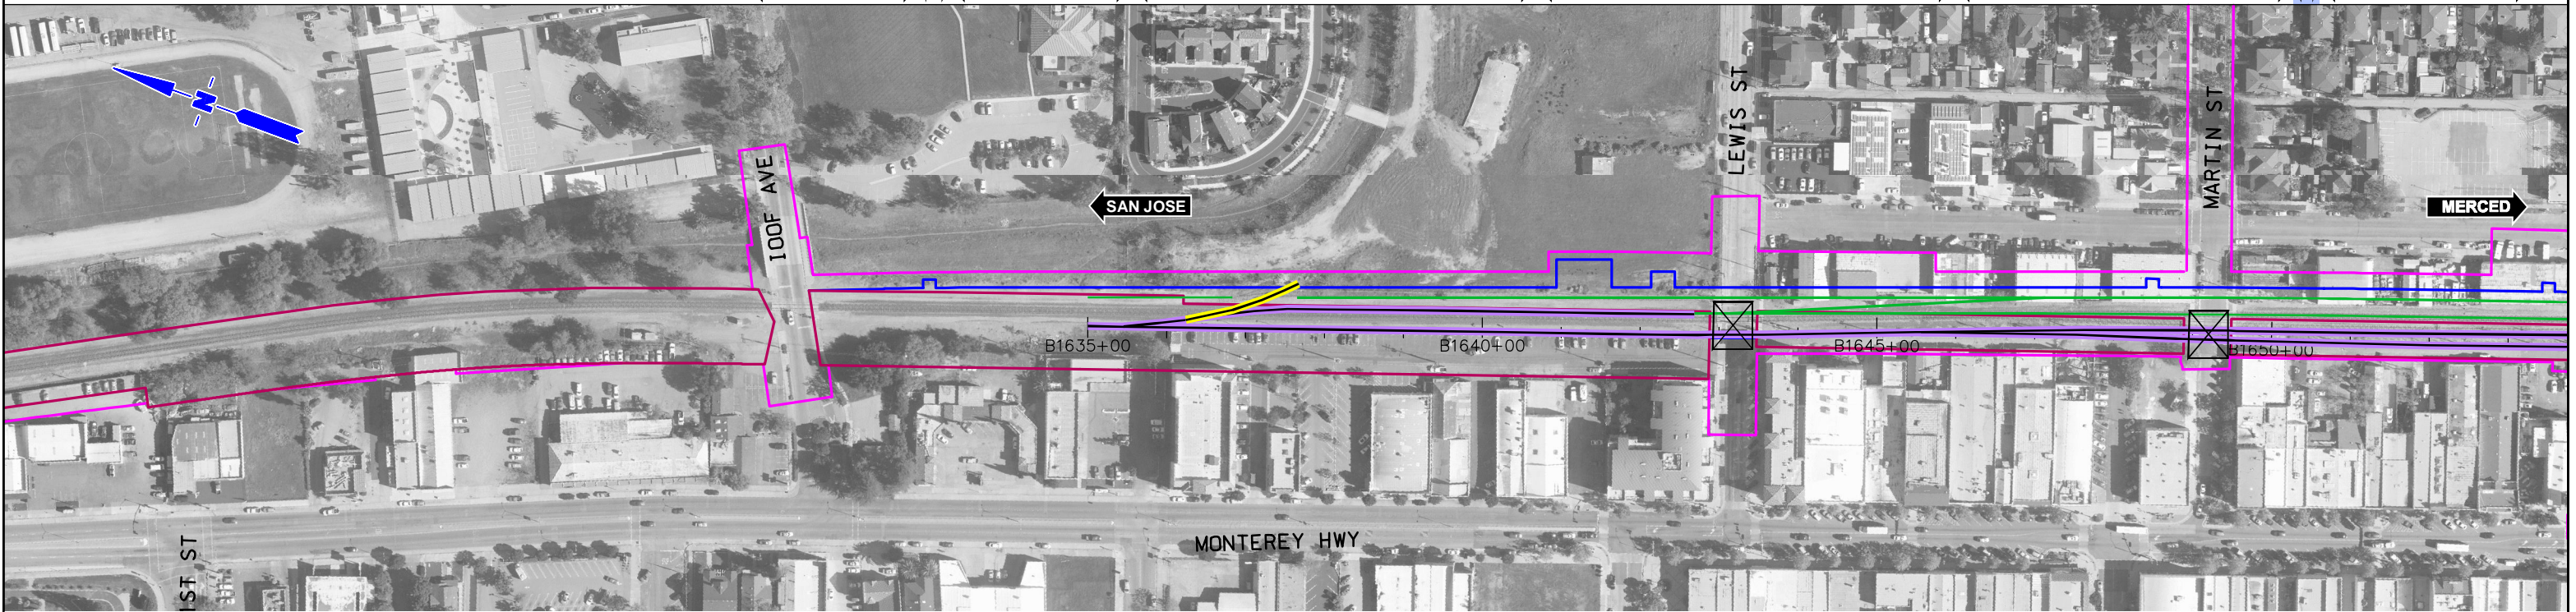 N
IOOF AVE
SAN JOSE
LEWIS ST
MARTIN ST
MERCED
B1635+00
B1640+00
B1645+00
B1650+00
MONTEREY HWY
1ST ST